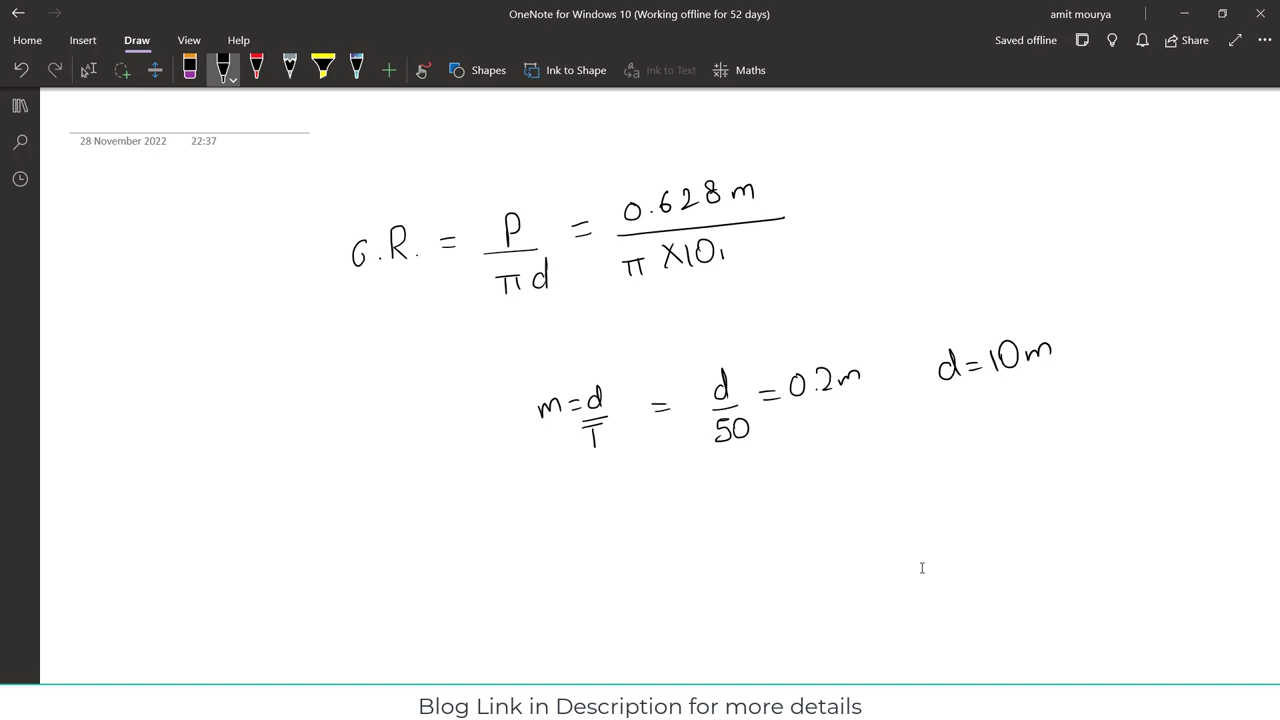 OneNote for Windows 10 (Working offline for 52 days)
amit mourya
Home Insert Draw View Help
Saved offline
Share
Shapes
Ink to Shape
Ink to Text
Maths
28 November 2022 22:37
G.R. = P / πd = 0.628 m / π × 10
m = d / T = d / 50 = 0.2m
d = 10m
Blog Link in Description for more details